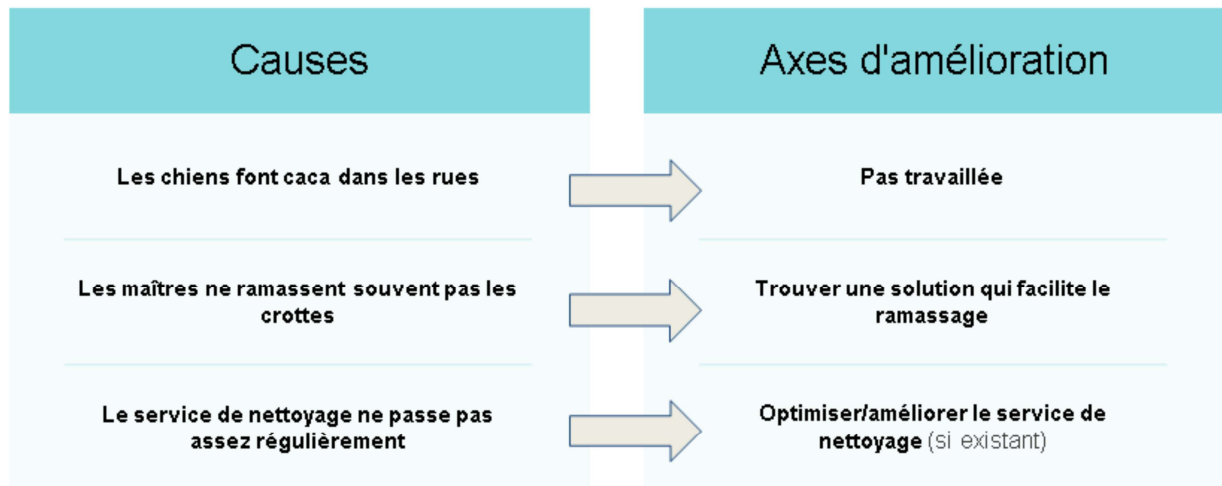 Causes
Axes d'amélioration
Les chiens font caca dans les rues
Pas travaillée
Les maîtres ne ramassent souvent pas les
crottes
Trouver une solution qui facilite le
ramassage
Le service de nettoyage ne passe pas
assez régulièrement
Optimiser/améliorer le service de
nettoyage (si existant)